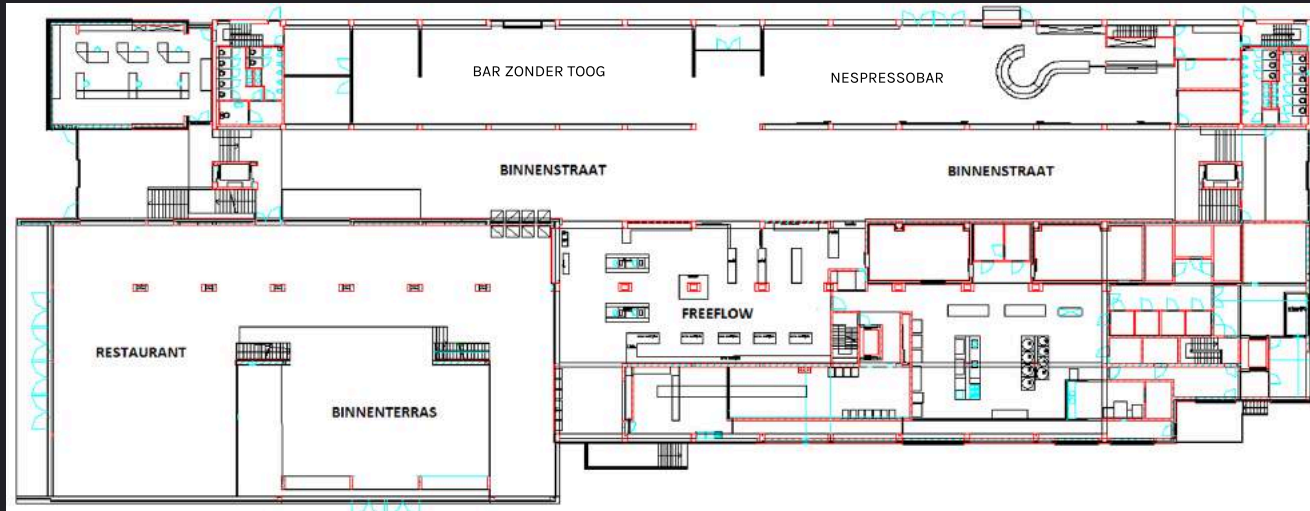 BAR ZONDER TOOG
NESPRESSOBAR
BINNENSTRAAT
BINNENSTRAAT
FREEFLOW
RESTAURANT
BINNENTERRAS